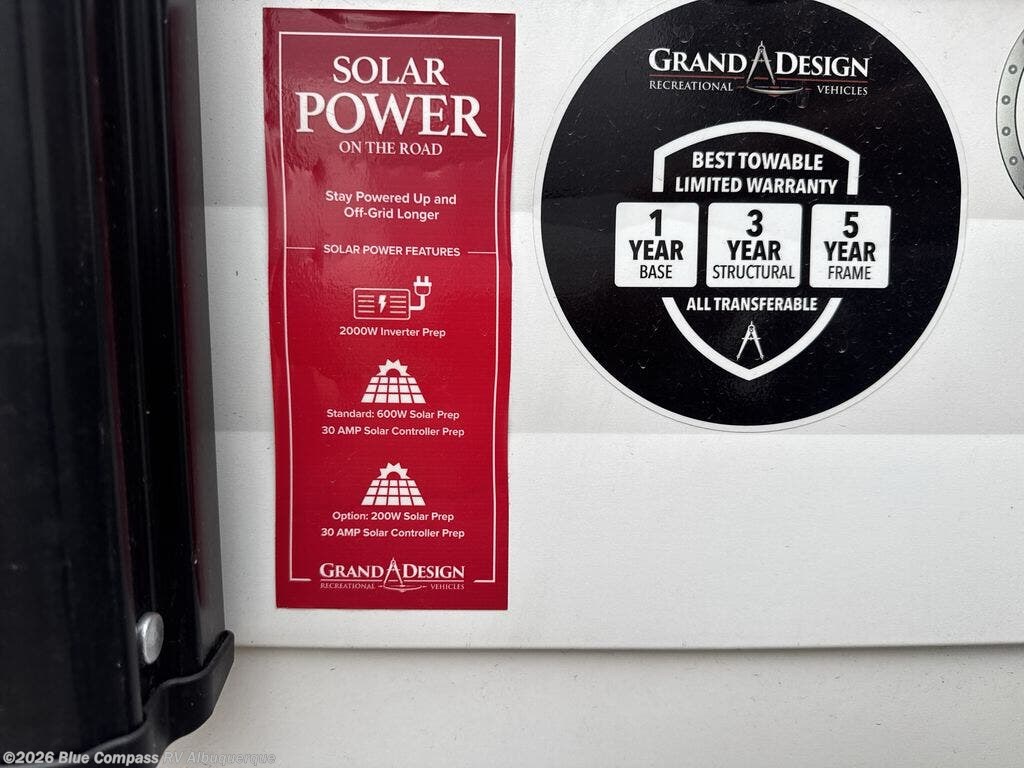 SOLAR
POWER
ON THE ROAD
Stay Powered Up and
Off-Grid Longer
SOLAR POWER FEATURES
2000W Inverter Prep
Standard: 600W Solar Prep
30 AMP Solar Controller Prep
Option: 200W Solar Prep
30 AMP Solar Controller Prep
GRAND DESIGN
RECREATIONAL VEHICLES
GRAND DESIGN
RECREATIONAL VEHICLES
BEST TOWABLE
LIMITED WARRANTY
1 YEAR BASE
3 YEAR STRUCTURAL
5 YEAR FRAME
ALL TRANSFERABLE
©2026 Blue Compass RV Albuquerque